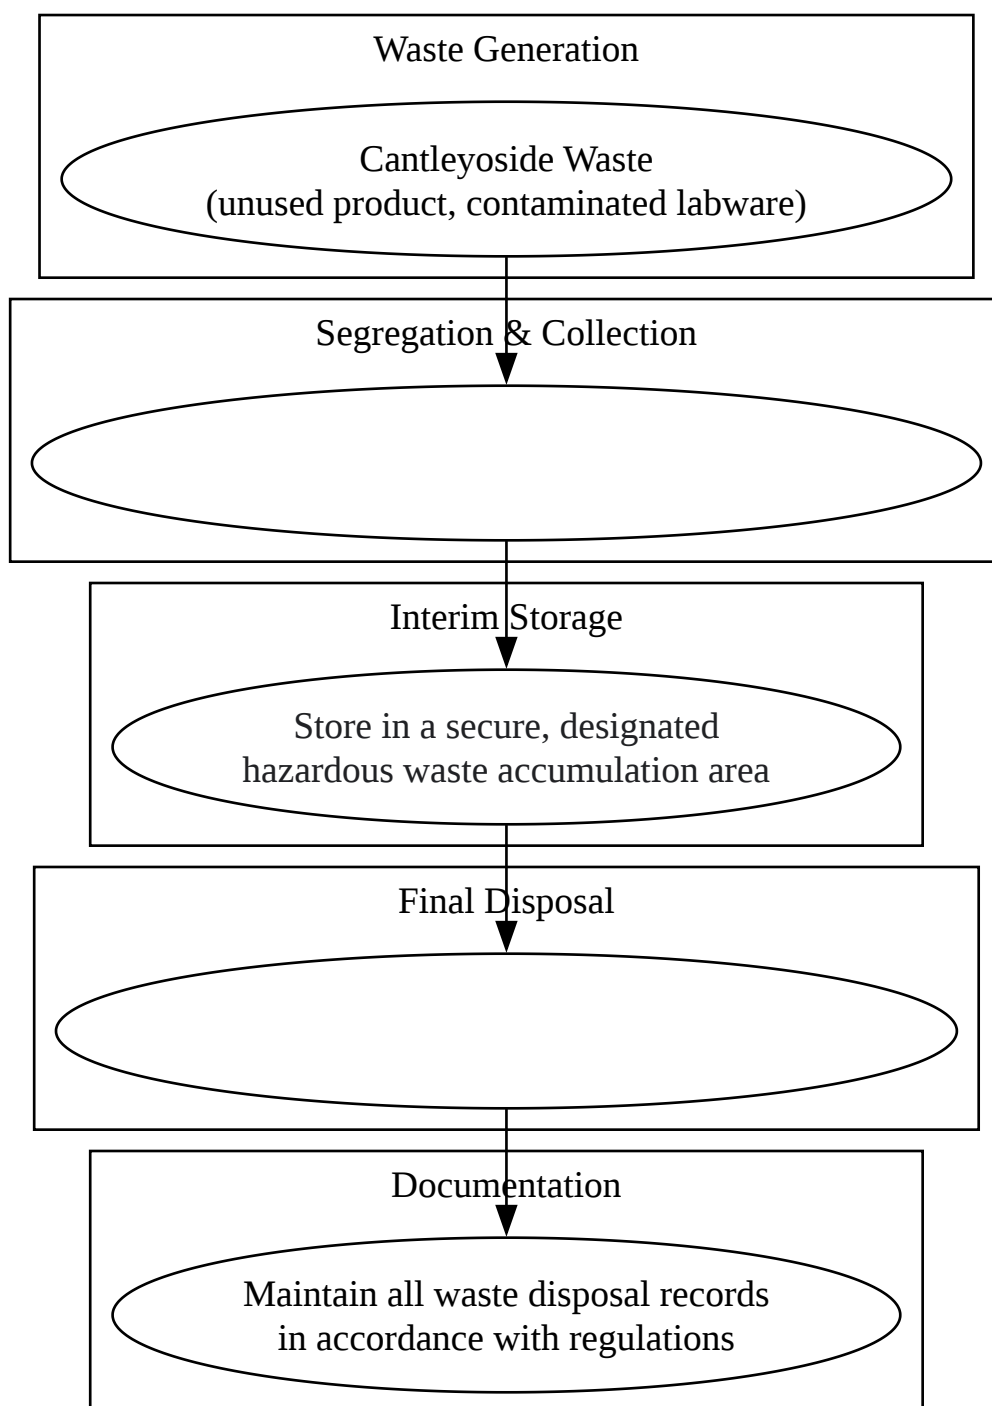 Waste Generation
Cantleyoside Waste
(unused product, contaminated labware)
Segregation & Collection
Interim Storage
Store in a secure, designated
hazardous waste accumulation area
Final Disposal
Documentation
Maintain all waste disposal records
in accordance with regulations